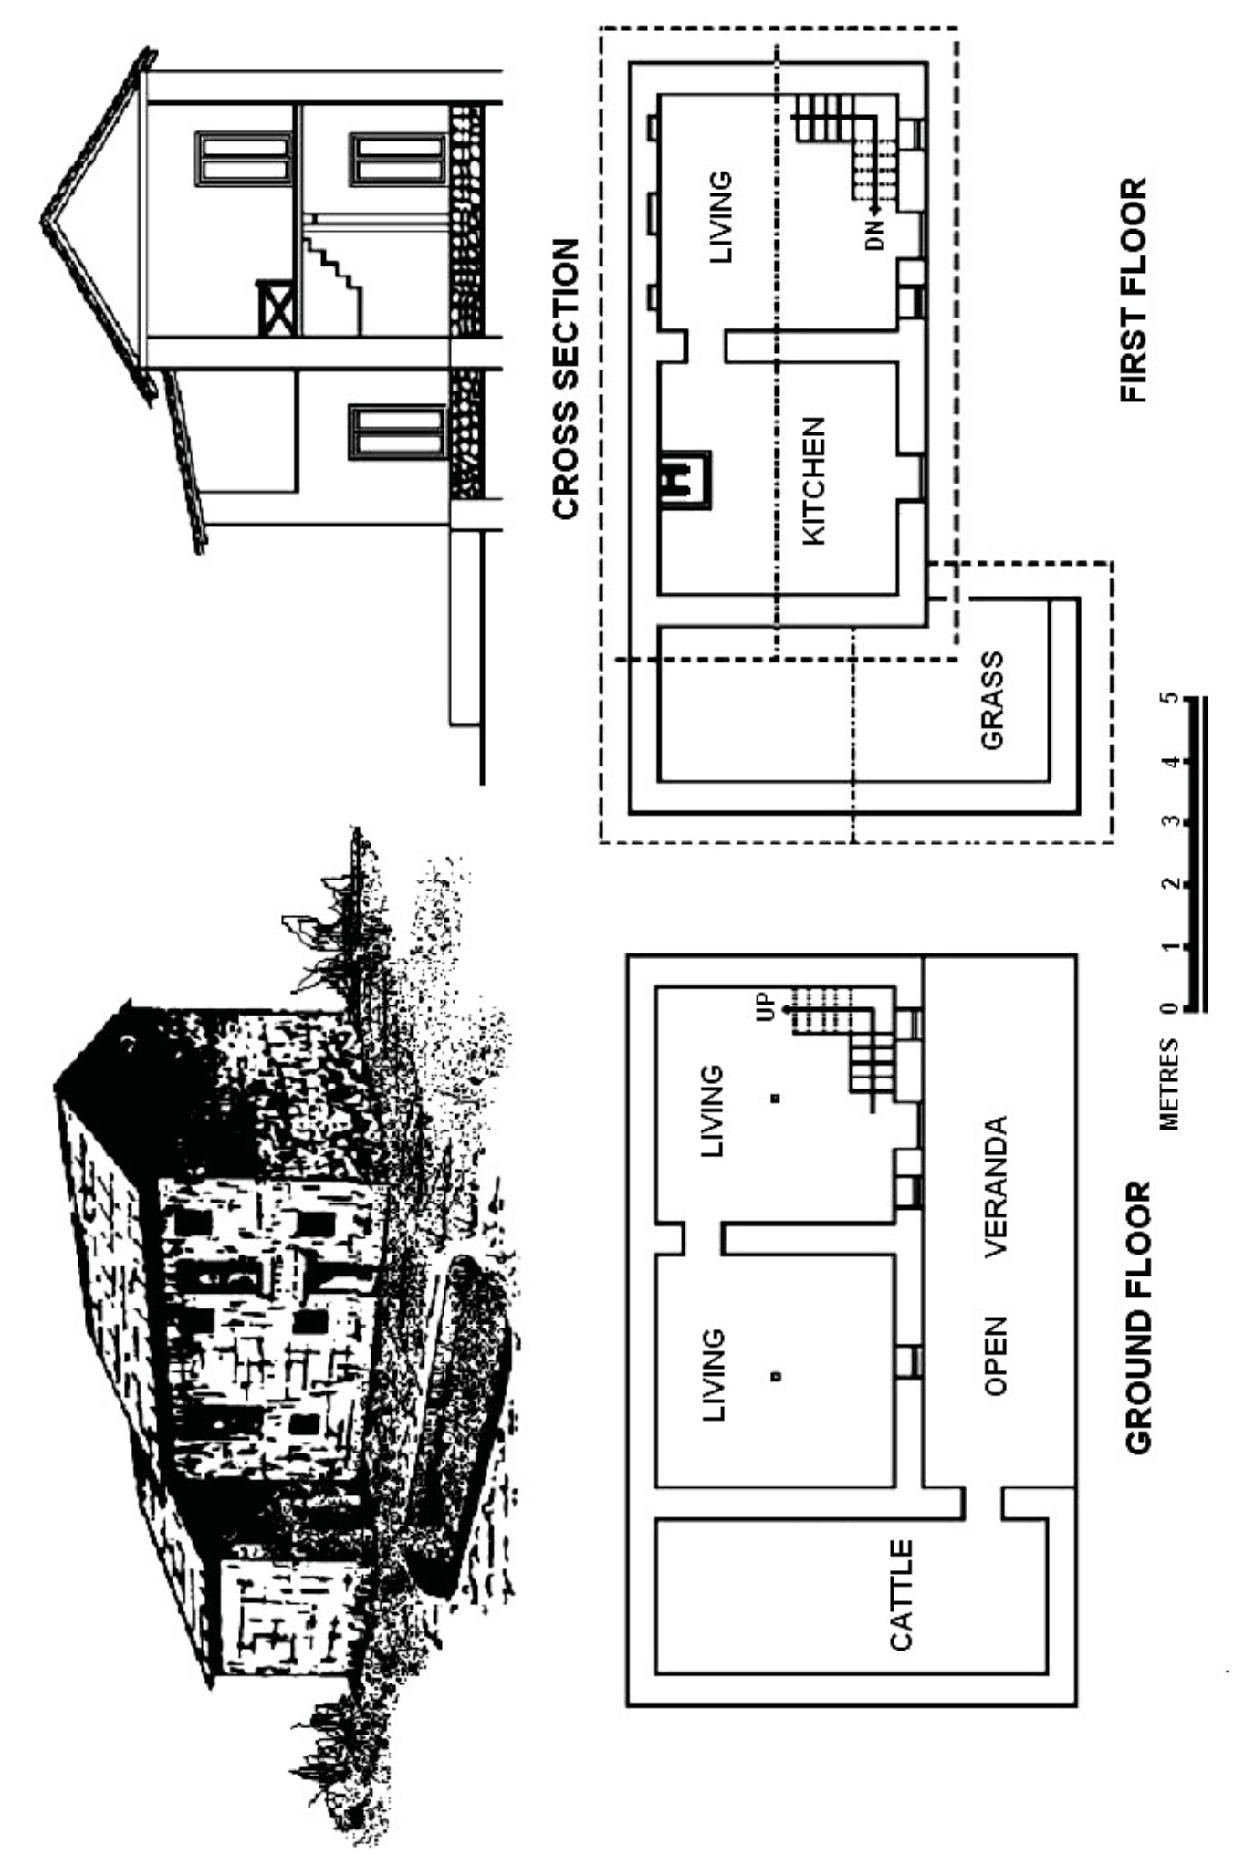 CROSS SECTION
LIVING
UP
LIVING
CATTLE
OPEN VERANDA
GROUND FLOOR
LIVING
DN
KITCHEN
GRASS
FIRST FLOOR
METRES 0 1 2 3 4 5